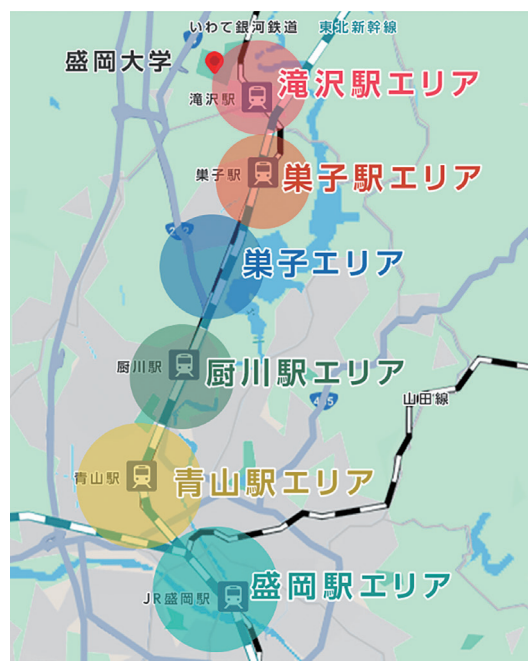 いわて銀河鉄道
東北新幹線
盛岡大学
滝沢駅
滝沢駅エリア
巣子駅
巣子駅エリア
巣子エリア
厨川駅
厨川駅エリア
山田線
青山駅
青山駅エリア
JR盛岡駅
盛岡駅エリア